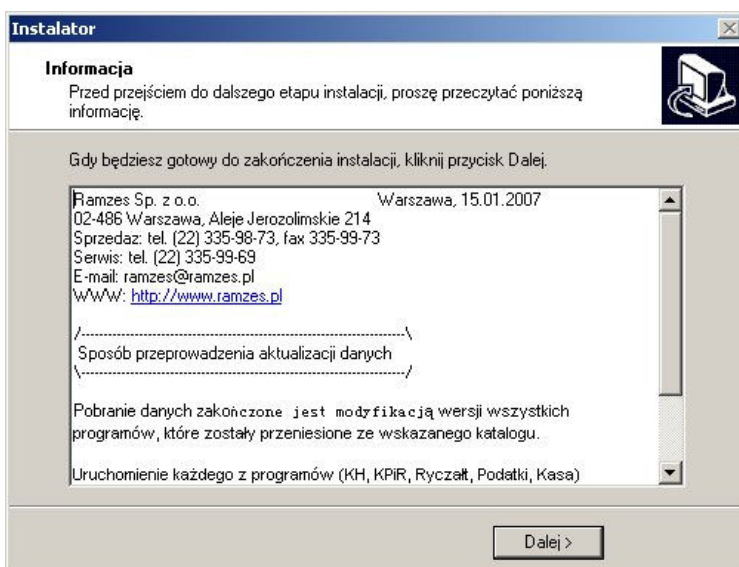 Instalator
Informacja
Przed przejściem do dalszego etapu instalacji, proszę przeczytać poniższą
informację.
Gdy będziesz gotowy do zakończenia instalacji, kliknij przycisk Dalej.
Ramzes Sp. z o.o. Warszawa, 15.01.2007
02-486 Warszawa, Aleje Jerozolimskie 214
Sprzedaz: tel. (22) 335-98-73, fax 335-99-73
Serwis: tel. (22) 335-99-69
E-mail: ramzes@ramzes.pl
WWW: http://www.ramzes.pl
/------------------------------------------------------------------------\
Sposób przeprowadzenia aktualizacji danych
\------------------------------------------------------------------------/
Pobranie danych zakończone jest modyfikacją wersji wszystkich
programów, które zostały przeniesione ze wskazanego katalogu.
Uruchomienie każdego z programów (KH, KPiR, Ryczałt, Podatki, Kasa)
Dalej >